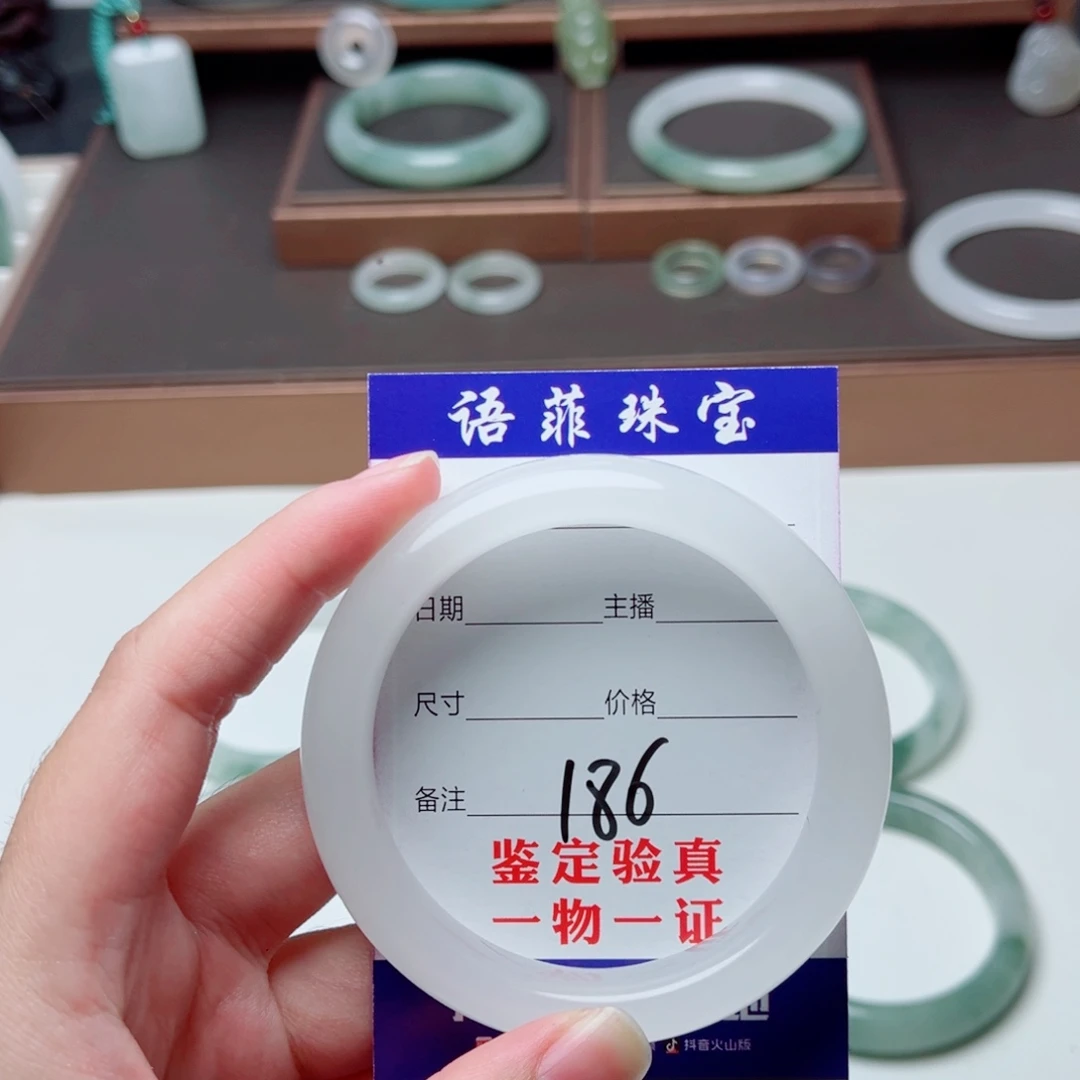 语菲珠宝
日期 主播
尺寸 价格
备注 186
鉴定验真
一物一证
抖音火山版